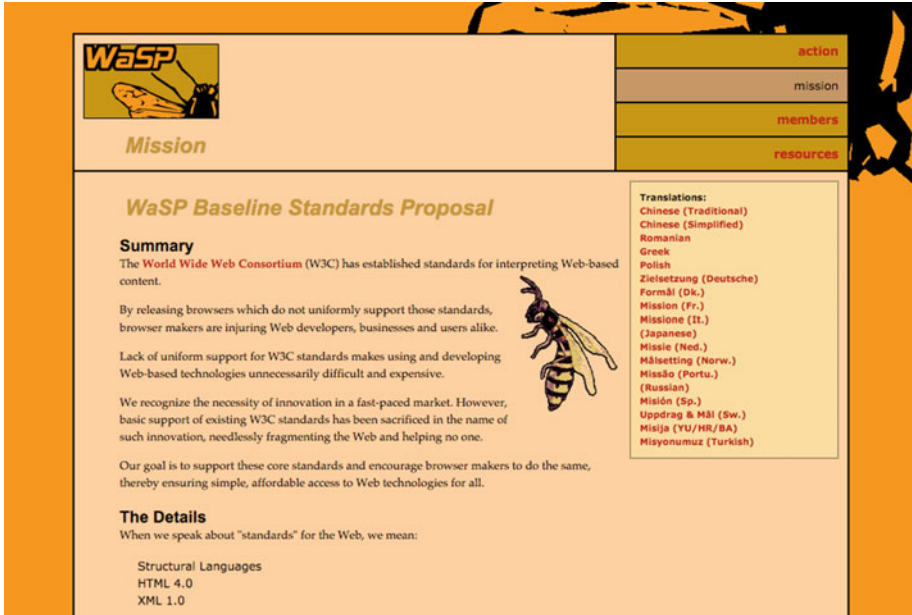 WaSP
action
mission
members
resources
Mission
WaSP Baseline Standards Proposal
Summary
The World Wide Web Consortium (W3C) has established standards for interpreting Web-based
content.
By releasing browsers which do not uniformly support those standards,
browser makers are injuring Web developers, businesses and users alike.
Lack of uniform support for W3C standards makes using and developing
Web-based technologies unnecessarily difficult and expensive.
We recognize the necessity of innovation in a fast-paced market. However,
basic support of existing W3C standards has been sacrificed in the name of
such innovation, needlessly fragmenting the Web and helping no one.
Our goal is to support these core standards and encourage browser makers to do the same,
thereby ensuring simple, affordable access to Web technologies for all.
The Details
When we speak about "standards" for the Web, we mean:
Structural Languages
HTML 4.0
XML 1.0
Translations:
Chinese (Traditional)
Chinese (Simplified)
Romanian
Greek
Polish
Zielsetzung (Deutsche)
Formål (Dk.)
Mission (Fr.)
Missione (It.)
(Japanese)
Missie (Ned.)
Målsetting (Norw.)
Missão (Portu.)
(Russian)
Misión (Sp.)
Uppdrag & Mål (Sw.)
Misija (YU/HR/BA)
Misyonumuz (Turkish)